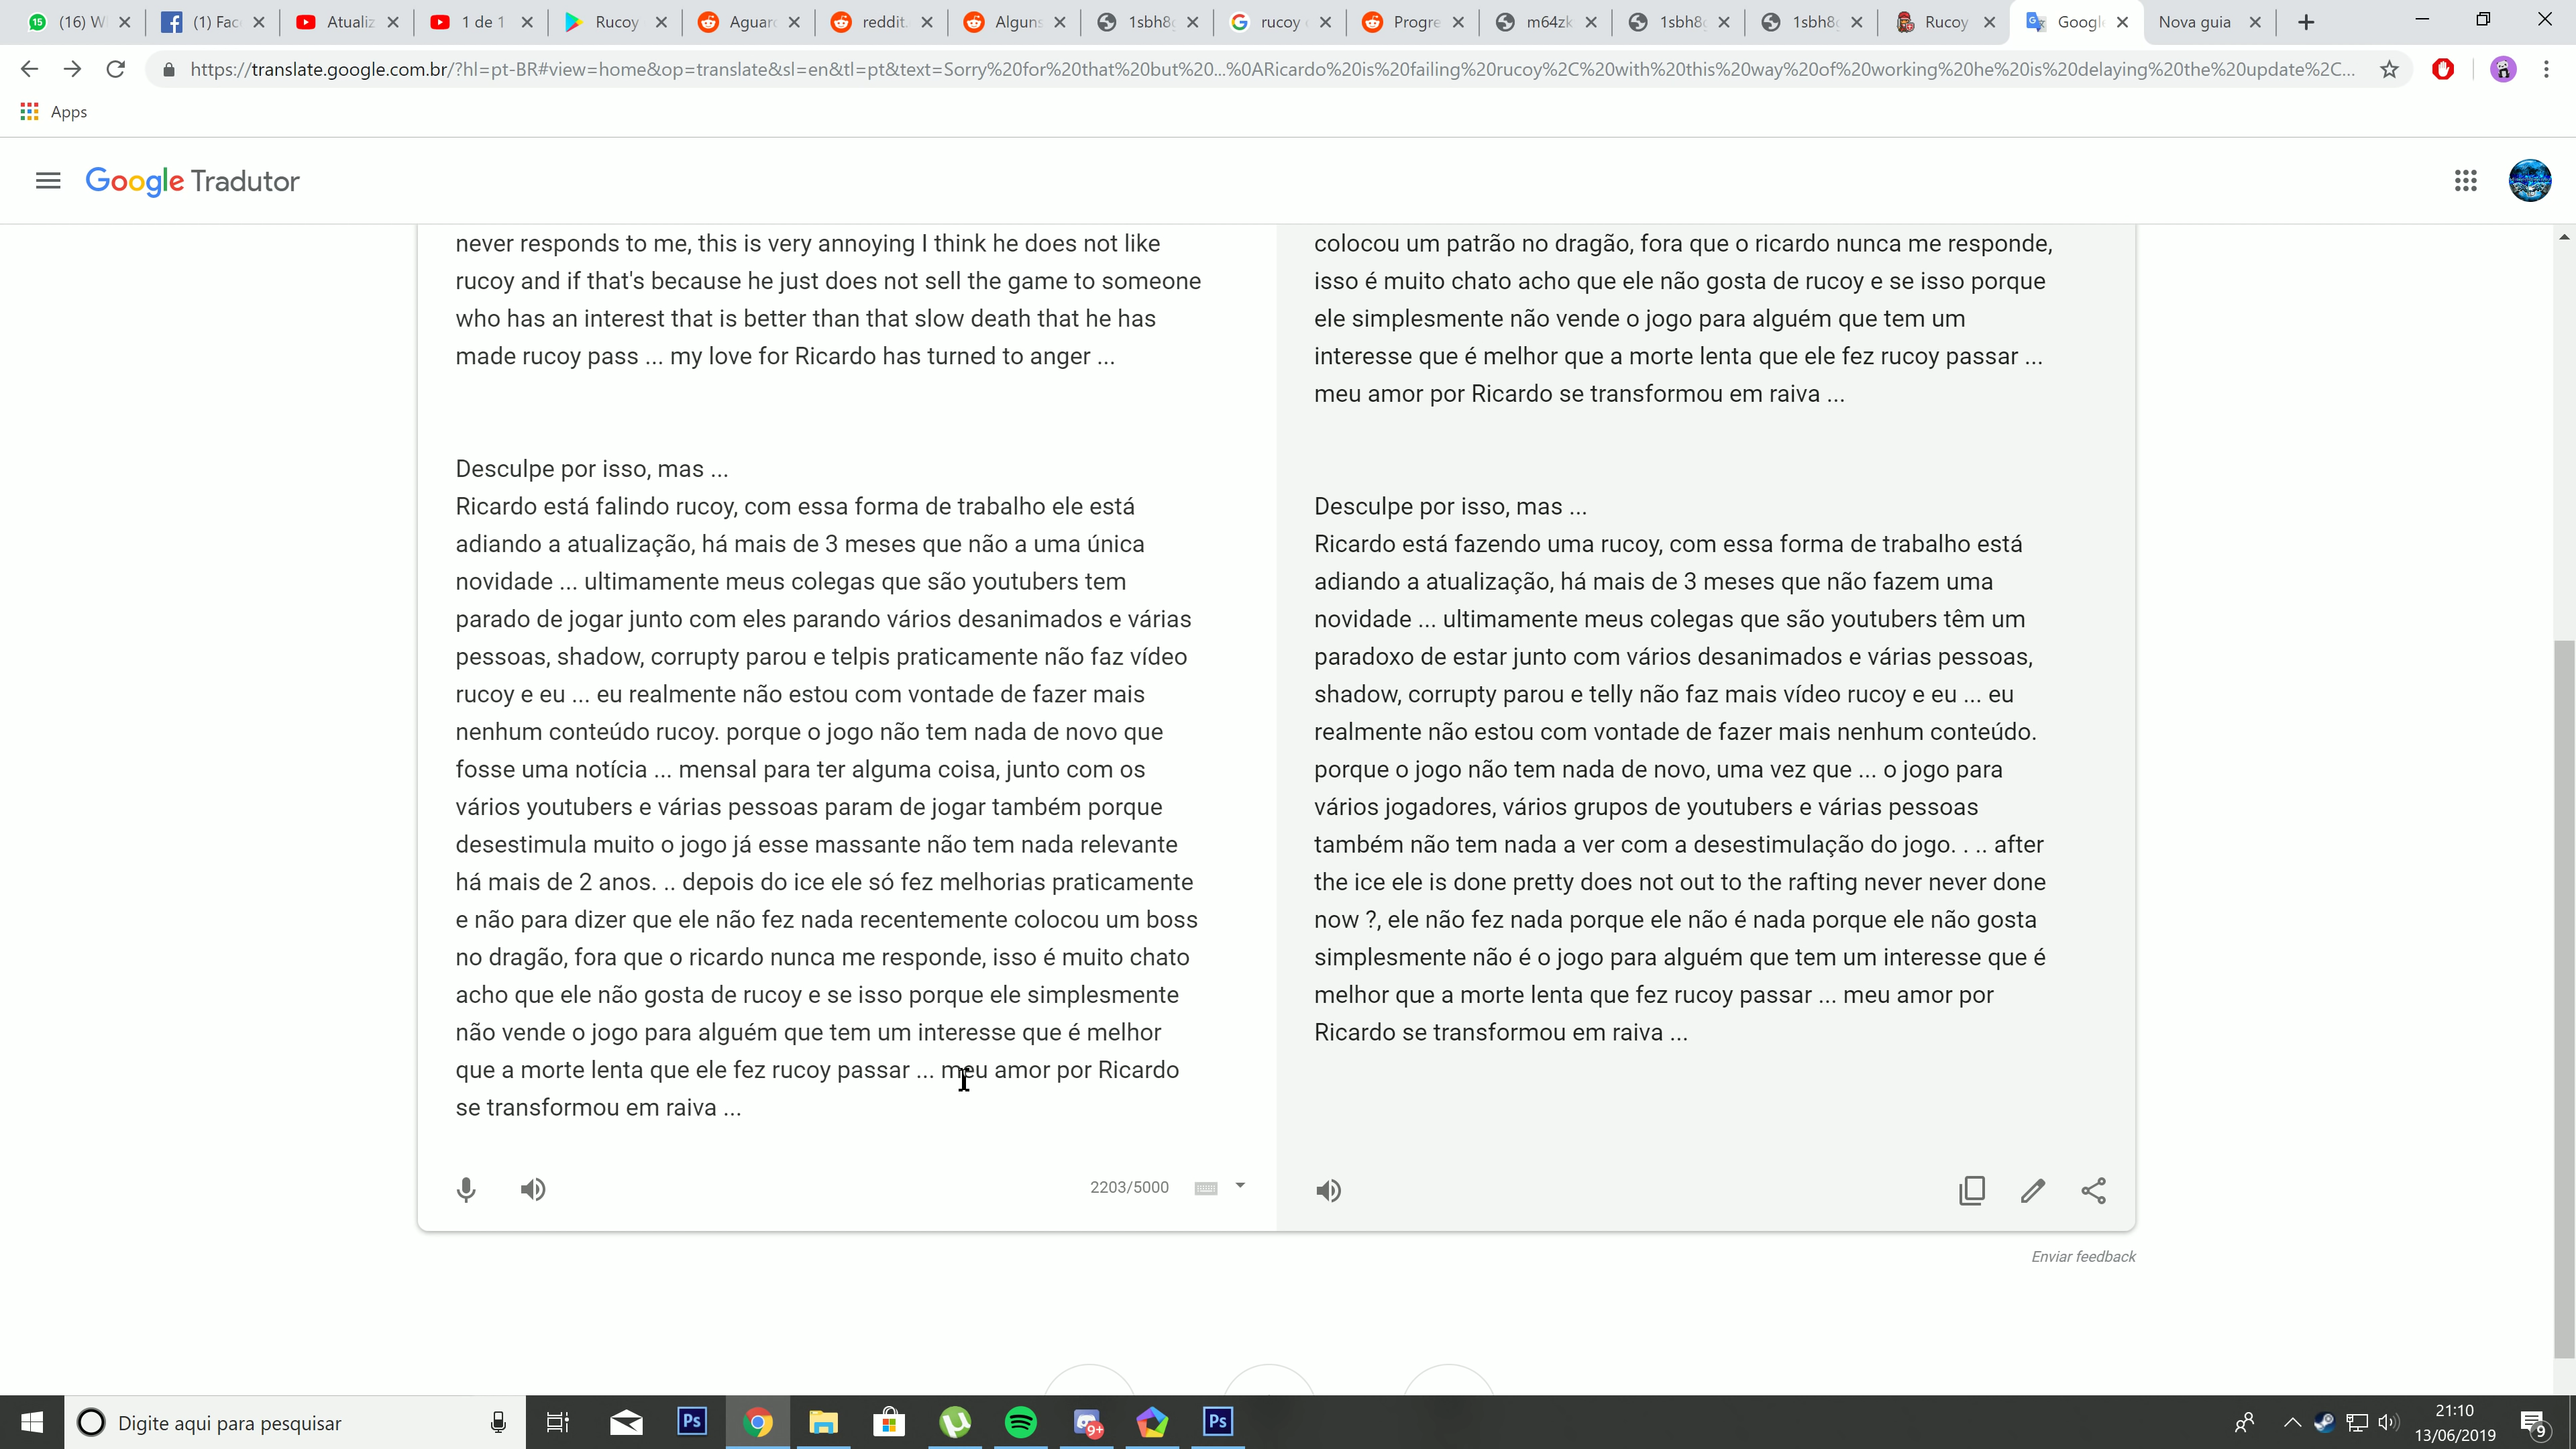 (16) W
(1) Fac
Atualiz
1 de 1
Rucoy
Aguar
reddit.
Alguns
1sbh8g
rucoy
Progre
m64zk
1sbh8g
1sbh8g
Rucoy
Google
Nova guia
https://translate.google.com.br/?hl=pt-BR#view=home&op=translate&sl=en&tl=pt&text=Sorry%20for%20that%20but%20...%0ARicardo%20is%20failing%20rucoy%2C%20with%20this%20way%20of%20working%20he%20is%20delaying%20the%20update%2C...
Apps
Google Tradutor
never responds to me, this is very annoying I think he does not like
rucoy and if that's because he just does not sell the game to someone
who has an interest that is better than that slow death that he has
made rucoy pass ... my love for Ricardo has turned to anger ...
Desculpe por isso, mas ...
Ricardo está falindo rucoy, com essa forma de trabalho ele está
adiando a atualização, há mais de 3 meses que não a uma única
novidade ... ultimamente meus colegas que são youtubers tem
parado de jogar junto com eles parando vários desanimados e várias
pessoas, shadow, corrupty parou e telpis praticamente não faz vídeo
rucoy e eu ... eu realmente não estou com vontade de fazer mais
nenhum conteúdo rucoy. porque o jogo não tem nada de novo que
fosse uma notícia ... mensal para ter alguma coisa, junto com os
vários youtubers e várias pessoas param de jogar também porque
desestimula muito o jogo já esse massante não tem nada relevante
há mais de 2 anos. .. depois do ice ele só fez melhorias praticamente
e não para dizer que ele não fez nada recentemente colocou um boss
no dragão, fora que o ricardo nunca me responde, isso é muito chato
acho que ele não gosta de rucoy e se isso porque ele simplesmente
não vende o jogo para alguém que tem um interesse que é melhor
que a morte lenta que ele fez rucoy passar ... meu amor por Ricardo
se transformou em raiva ...
2203/5000
colocou um patrão no dragão, fora que o ricardo nunca me responde,
isso é muito chato acho que ele não gosta de rucoy e se isso porque
ele simplesmente não vende o jogo para alguém que tem um
interesse que é melhor que a morte lenta que ele fez rucoy passar ...
meu amor por Ricardo se transformou em raiva ...
Desculpe por isso, mas ...
Ricardo está fazendo uma rucoy, com essa forma de trabalho está
adiando a atualização, há mais de 3 meses que não fazem uma
novidade ... ultimamente meus colegas que são youtubers têm um
paradoxo de estar junto com vários desanimados e várias pessoas,
shadow, corrupty parou e telly não faz mais vídeo rucoy e eu ... eu
realmente não estou com vontade de fazer mais nenhum conteúdo.
porque o jogo não tem nada de novo, uma vez que ... o jogo para
vários jogadores, vários grupos de youtubers e várias pessoas
também não tem nada a ver com a desestimulação do jogo. . .. after
the ice ele is done pretty does not out to the rafting never never done
now ?, ele não fez nada porque ele não é nada porque ele não gosta
simplesmente não é o jogo para alguém que tem um interesse que é
melhor que a morte lenta que fez rucoy passar ... meu amor por
Ricardo se transformou em raiva ...
Enviar feedback
Digite aqui para pesquisar
Ps
9+
Ps
21:10
13/06/2019
9